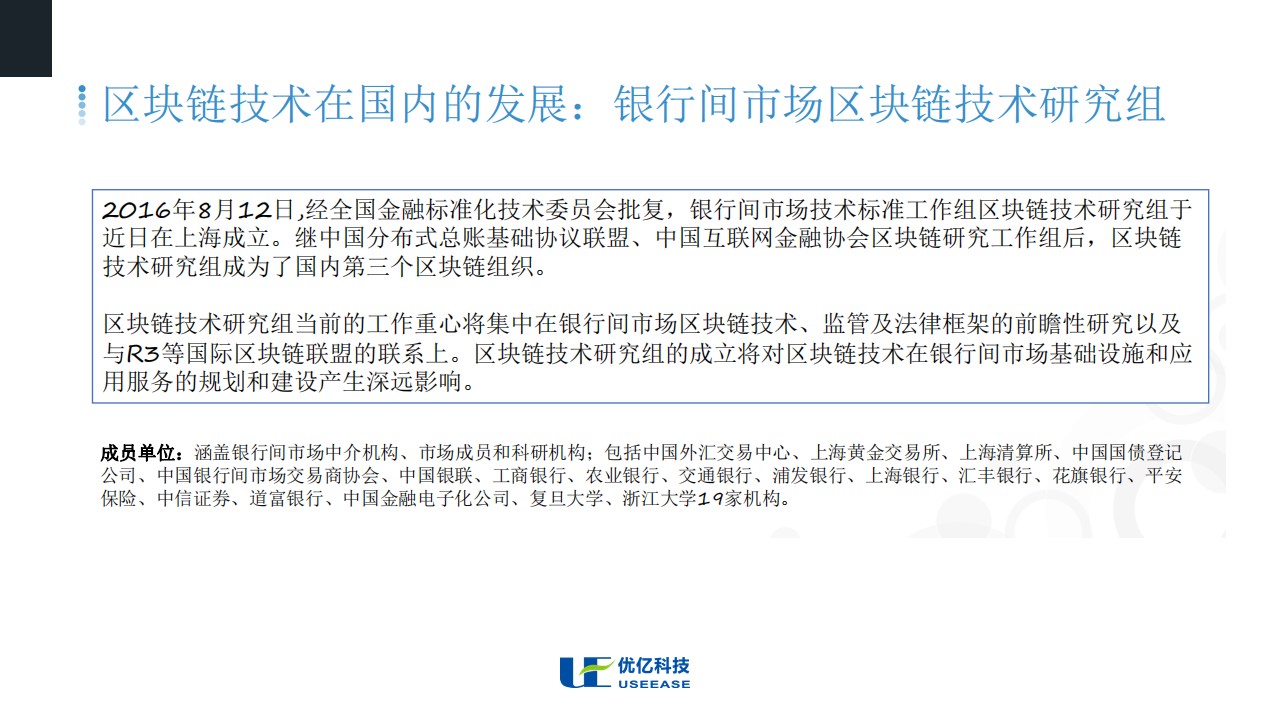 区块链技术在国内的发展：银行间市场区块链技术研究组
2016年8月12日,经全国金融标准化技术委员会批复，银行间市场技术标准工作组区块链技术研究组于
近日在上海成立。继中国分布式总账基础协议联盟、中国互联网金融协会区块链研究工作组后，区块链
技术研究组成为了国内第三个区块链组织。
区块链技术研究组当前的工作重心将集中在银行间市场区块链技术、监管及法律框架的前瞻性研究以及
与R3等国际区块链联盟的联系上。区块链技术研究组的成立将对区块链技术在银行间市场基础设施和应
用服务的规划和建设产生深远影响。
成员单位：涵盖银行间市场中介机构、市场成员和科研机构；包括中国外汇交易中心、上海黄金交易所、上海清算所、中国国债登记
公司、中国银行间市场交易商协会、中国银联、工商银行、农业银行、交通银行、浦发银行、上海银行、汇丰银行、花旗银行、平安
保险、中信证券、道富银行、中国金融电子化公司、复旦大学、浙江大学19家机构。
UE 优亿科技
USEEASE